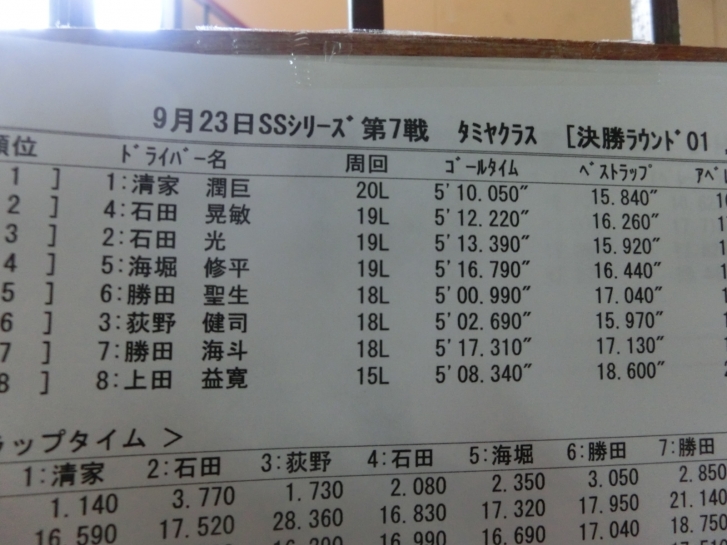 9月23日SSシリーズ 第7戦 タミヤクラス [決勝ラウンド01
順位 ドライバー名 周回 ゴールタイム ベストラップ アベレ
1 ] 1:清家 潤巨 20L 5'10.050" 15.840"
2 ] 4:石田 晃敏 19L 5'12.220" 16.260"
3 ] 2:石田 光 19L 5'13.390" 15.920"
4 ] 5:海堀 修平 19L 5'16.790" 16.440"
5 ] 6:勝田 聖生 18L 5'00.990" 17.040"
6 ] 3:荻野 健司 18L 5'02.690" 15.970"
7 ] 7:勝田 海斗 18L 5'17.310" 17.130"
8 ] 8:上田 益寛 15L 5'08.340" 18.600"
ラップタイム >
1:清家 2:石田 3:荻野 4:石田 5:海堀 6:勝田 7:勝田
1.140 3.770 1.730 2.080 2.350 3.050 2.850
16.590 17.520 28.360 16.830 17.320 17.950 21.140
16.990 16.690 17.040 18.750